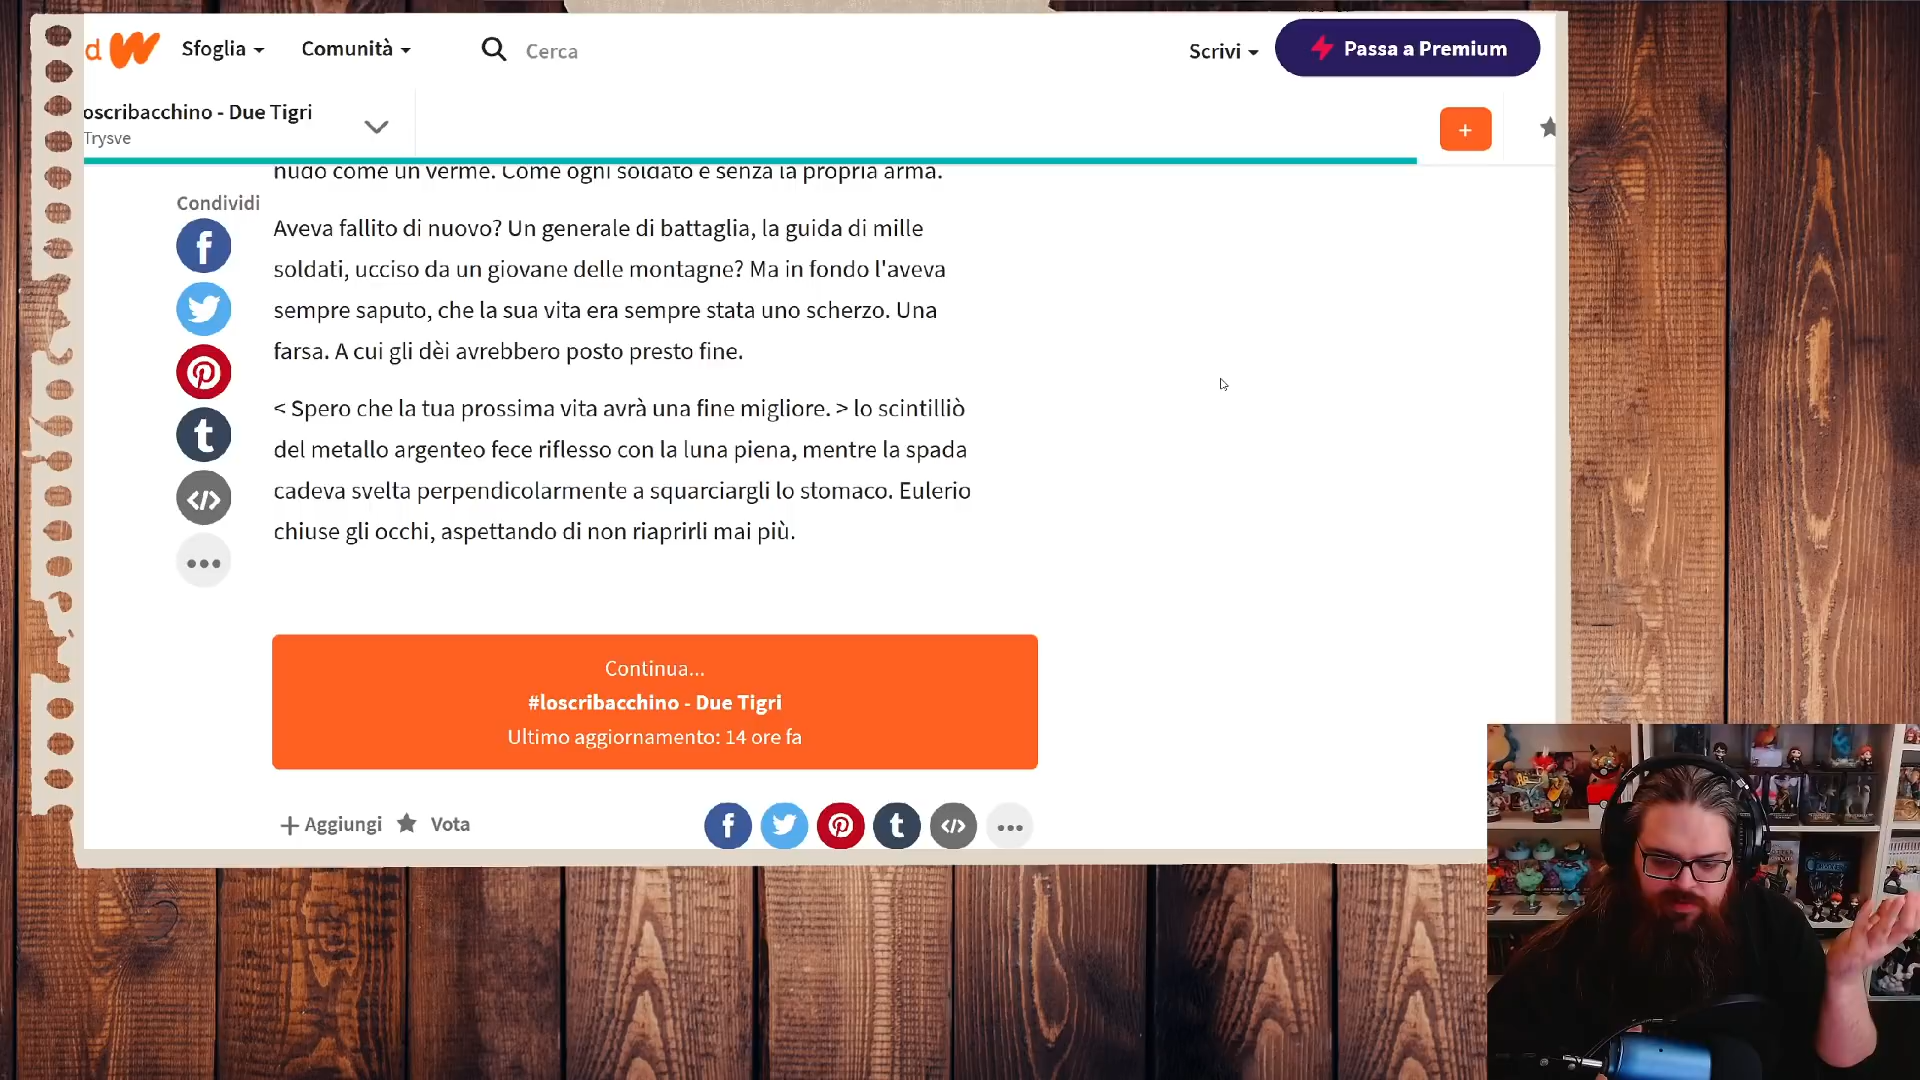 d
Sfoglia
Comunità
Cerca
Scrivi
Passa a Premium
oscribacchino - Due Tigri
Trysve
+
nudo come un verme. Come ogni soldato è senza la propria arma.
Condividi
Aveva fallito di nuovo? Un generale di battaglia, la guida di mille
soldati, ucciso da un giovane delle montagne? Ma in fondo l'aveva
sempre saputo, che la sua vita era sempre stata uno scherzo. Una
farsa. A cui gli dèi avrebbero posto presto fine.
< Spero che la tua prossima vita avrà una fine migliore. > lo scintilliò
del metallo argenteo fece riflesso con la luna piena, mentre la spada
cadeva svelta perpendicolarmente a squarciargli lo stomaco. Eulerio
chiuse gli occhi, aspettando di non riaprirli mai più.
Continua...
#loscribacchino - Due Tigri
Ultimo aggiornamento: 14 ore fa
+ Aggiungi
Vota